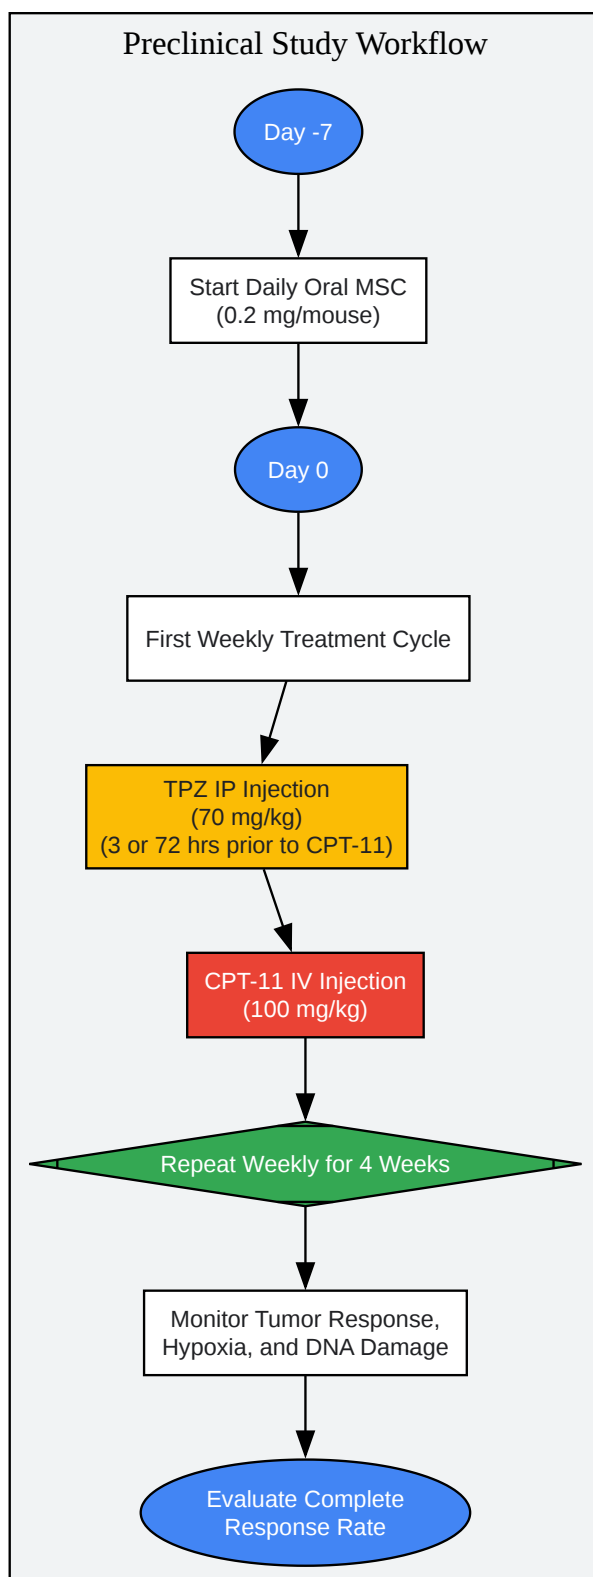 Preclinical Study Workflow
Day -7
Start Daily Oral MSC
(0.2 mg/mouse)
Day 0
First Weekly Treatment Cycle
TPZ IP Injection
(70 mg/kg)
(3 or 72 hrs prior to CPT-11)
CPT-11 IV Injection
(100 mg/kg)
Repeat Weekly for 4 Weeks
Monitor Tumor Response,
Hypoxia, and DNA Damage
Evaluate Complete
Response Rate